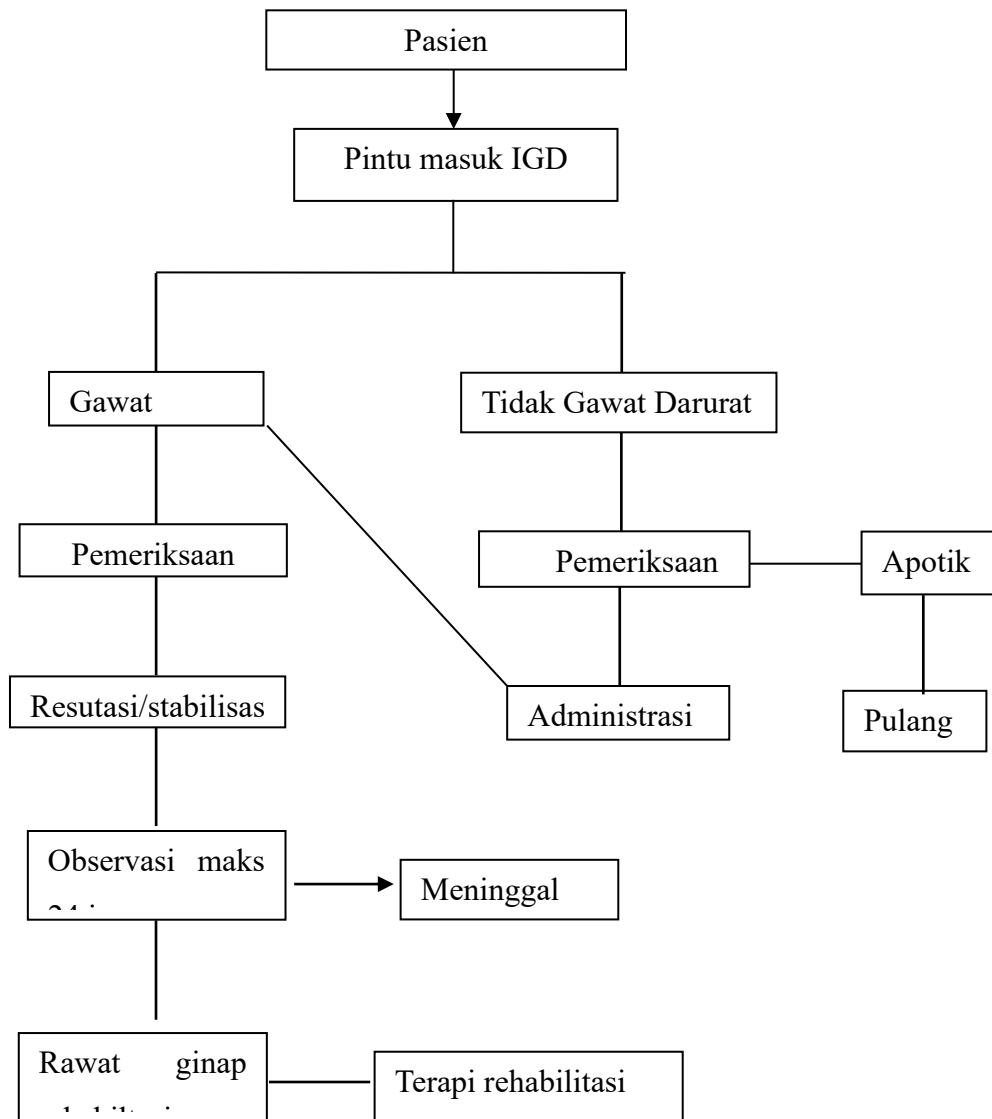 Pasien
Pintu masuk IGD
Gawat
Tidak Gawat Darurat
Pemeriksaan
Pemeriksaan
Apotik
Resutasi/stabilisas
Administrasi
Pulang
Observasi maks
Meninggal
Rawat ginap
Terapi rehabilitasi